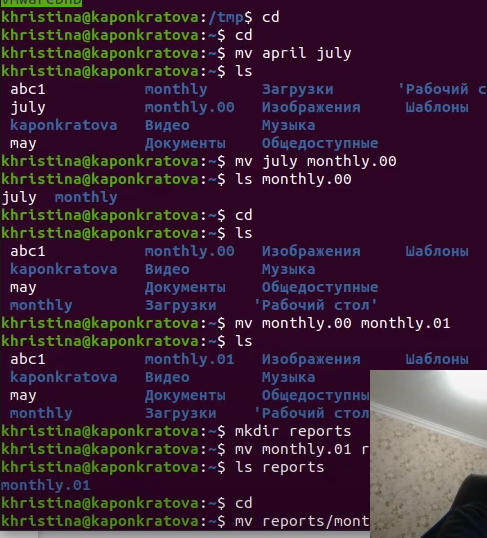 khristina@kaponkratova:/tmp$ cd
khristina@kaponkratova:~$ cd
khristina@kaponkratova:~$ mv april july
khristina@kaponkratova:~$ ls
abc1 monthly Загрузки 'Рабочий с
july monthly.00 Изображения Шаблоны
kaponkratova Видео Музыка
may Документы Общедоступные
khristina@kaponkratova:~$ mv july monthly.00
khristina@kaponkratova:~$ ls monthly.00
july monthly
khristina@kaponkratova:~$ cd
khristina@kaponkratova:~$ ls
abc1 monthly.00 Изображения Шаблоны
kaponkratova Видео Музыка
may Документы Общедоступные
monthly Загрузки 'Рабочий стол'
khristina@kaponkratova:~$ mv monthly.00 monthly.01
khristina@kaponkratova:~$ ls
abc1 monthly.01 Изображения Шаблоны
kaponkratova Видео Музыка
may Документы Общедоступны
monthly Загрузки 'Рабочий стол
khristina@kaponkratova:~$ mkdir reports
khristina@kaponkratova:~$ mv monthly.01 r
khristina@kaponkratova:~$ ls reports
monthly.01
khristina@kaponkratova:~$ cd
khristina@kaponkratova:~$ mv reports/mont